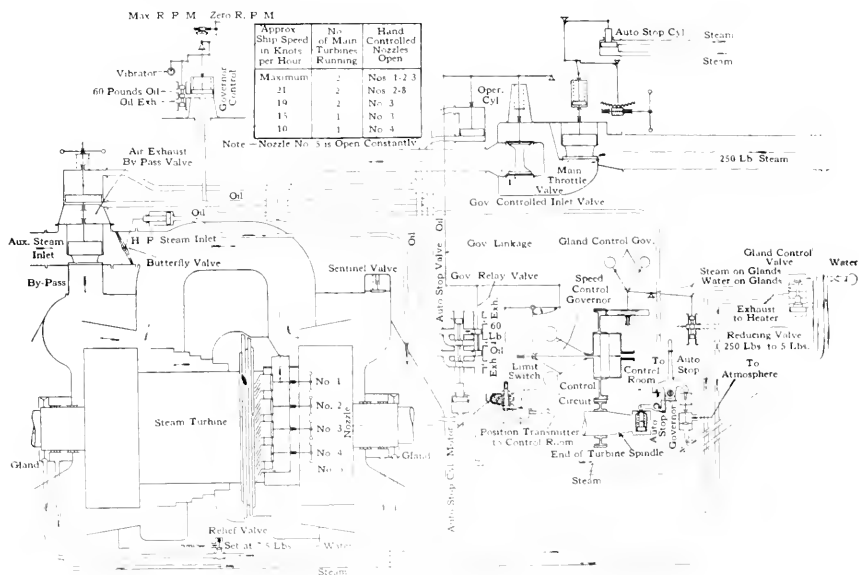 Max R P M Zero R. P M
Vibrator
60 Pounds Oil
Oil Exh
Governor
Control
Approx
Ship Speed
in Knots
per Hour
No
of Main
Turbines
Running
Hand
Controlled
Nozzles
Open
Maximum 2 Nos 1-2 3
21 2 Nos 2-8
19 2 No 3
15 1 No 3
10 1 No 4
Note - Nozzle No. 5 is Open Constantly
Auto Stop Cyl
Steam
Steam
Oper.
Cyl
Main
Throttle
Valve
250 Lb Steam
Gov Controlled Inlet Valve
Air Exhaust
By Pass Valve
Oil
Oil
Oil
H P Steam Inlet
Aux. Steam
Inlet
Butterfly Valve
By-Pass
Sentinel Valve
Auto Stop Valve Oil
Gov Linkage
Gland Control Gov.
Gov Relay Valve
Speed
Control
Governor
Gland Control
Valve
Water
Steam on Glands
Water on Glands
Exhaust
to Heater
Reducing Valve
250 Lbs to 5 Lbs.
Exh.
60
Lb
Oil
Exh
Limit
Switch
Control
Circuit
To
Control
Room
Auto
Stop
To
Atmosphere
Auto
Stop
Governor
Position Transmitter
to Control Room
End of Turbine Spindle
Steam
Auto Stop Oil Motor
Steam Turbine
No. 1
No. 2
No 3
No 4
No
Nozzle
Gland
Gland
Relief Valve
Set at
Lbs
Water
Steam